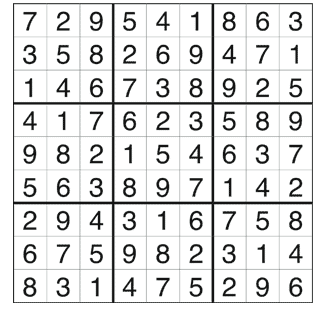 7 2 9 5 4 1 8 6 3
3 5 8 2 6 9 4 7 1
1 4 6 7 3 8 9 2 5
4 1 7 6 2 3 5 8 9
9 8 2 1 5 4 6 3 7
5 6 3 8 9 7 1 4 2
2 9 4 3 1 6 7 5 8
6 7 5 9 8 2 3 1 4
8 3 1 4 7 5 2 9 6